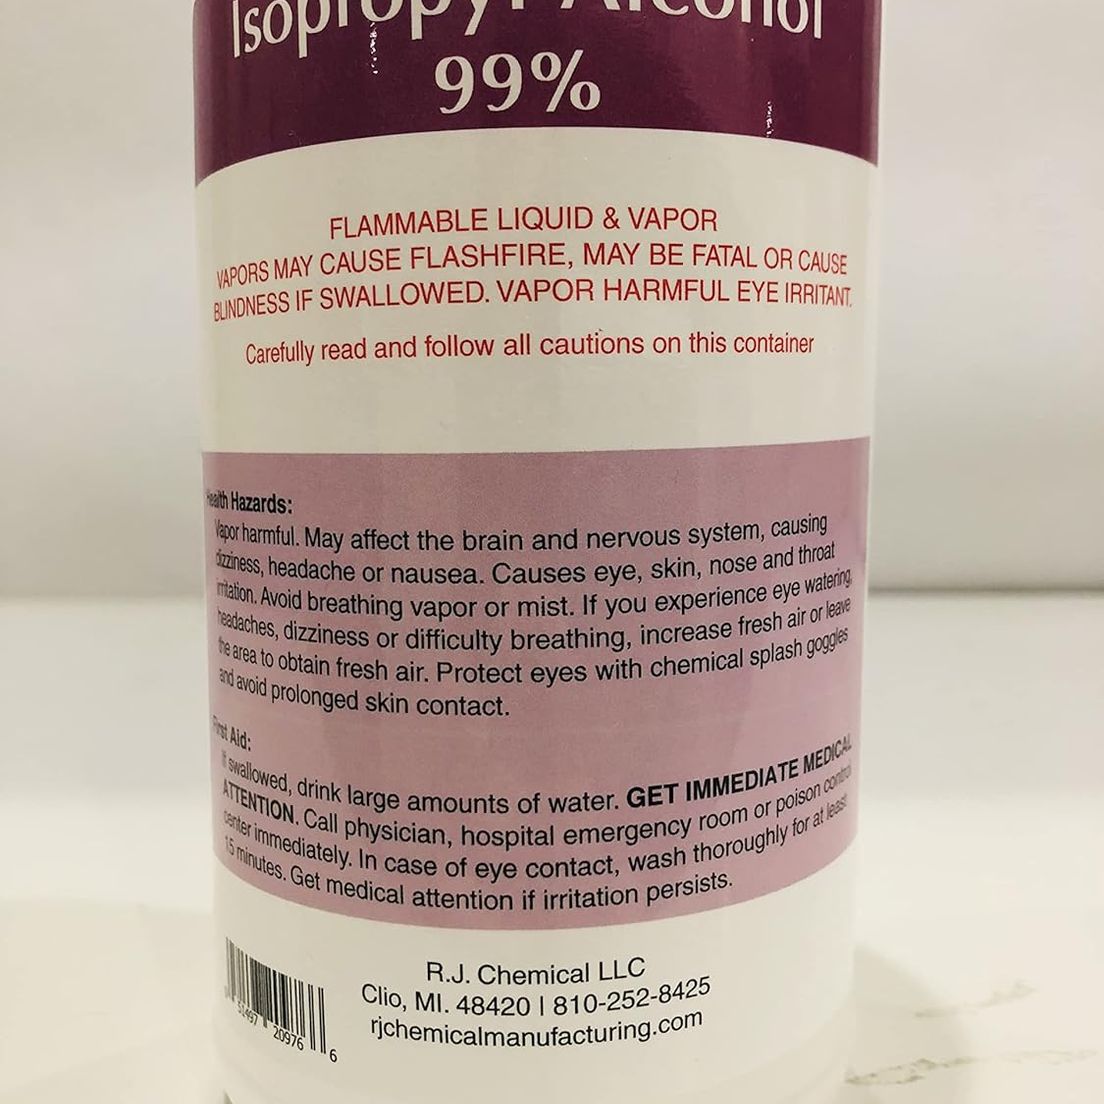 Isopropyl Alcohol
99%
FLAMMABLE LIQUID & VAPOR
VAPORS MAY CAUSE FLASHFIRE, MAY BE FATAL OR CAUSE
BLINDNESS IF SWALLOWED. VAPOR HARMFUL EYE IRRITANT.
Carefully read and follow all cautions on this container
Health Hazards:
Vapor harmful. May affect the brain and nervous system, causing
dizziness, headache or nausea. Causes eye, skin, nose and throat
irritation. Avoid breathing vapor or mist. If you experience eye watering,
headaches, dizziness or difficulty breathing, increase fresh air or leave
the area to obtain fresh air. Protect eyes with chemical splash goggles
and avoid prolonged skin contact.
First Aid:
If swallowed, drink large amounts of water. GET IMMEDIATE MEDICAL
ATTENTION. Call physician, hospital emergency room or poison control
center immediately. In case of eye contact, wash thoroughly for at least
15 minutes. Get medical attention if irritation persists.
R.J. Chemical LLC
Clio, MI. 48420 | 810-252-8425
rjchemicalmanufacturing.com
20976 6